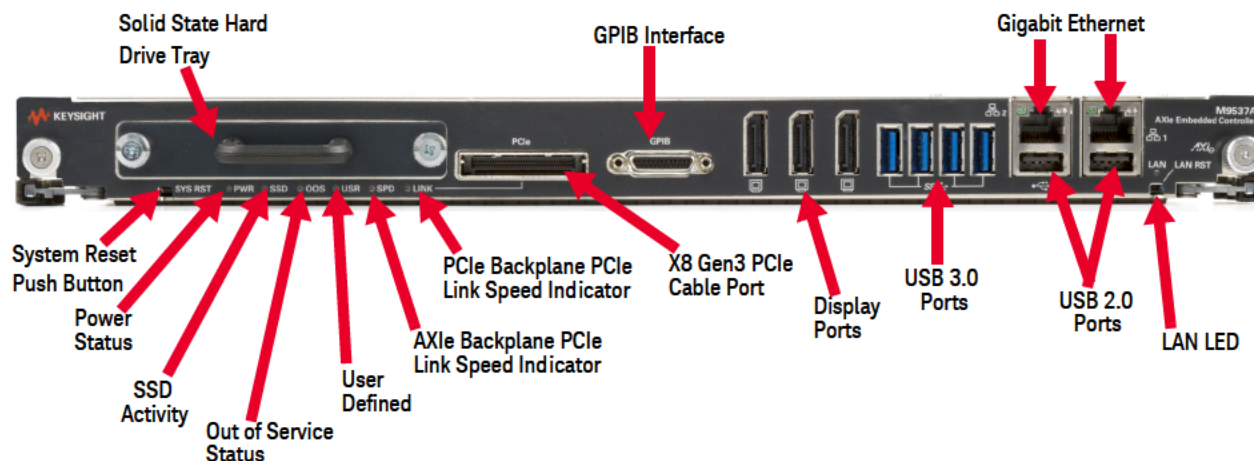 Solid State Hard
Drive Tray
GPIB Interface
Gigabit Ethernet
KEYSIGHT
PCIe
GPIB
2
M9537A
AXIe Embedded Controller
1
AXIe
LAN
LAN RST
SYS RST
PWR
SSD
OOS
USR
SPD
LINK
System Reset
Push Button
Power
Status
SSD
Activity
Out of Service
Status
User
Defined
PCIe Backplane PCIe
Link Speed Indicator
AXIe Backplane PCIe
Link Speed Indicator
X8 Gen3 PCIe
Cable Port
Display
Ports
USB 3.0
Ports
USB 2.0
Ports
LAN LED